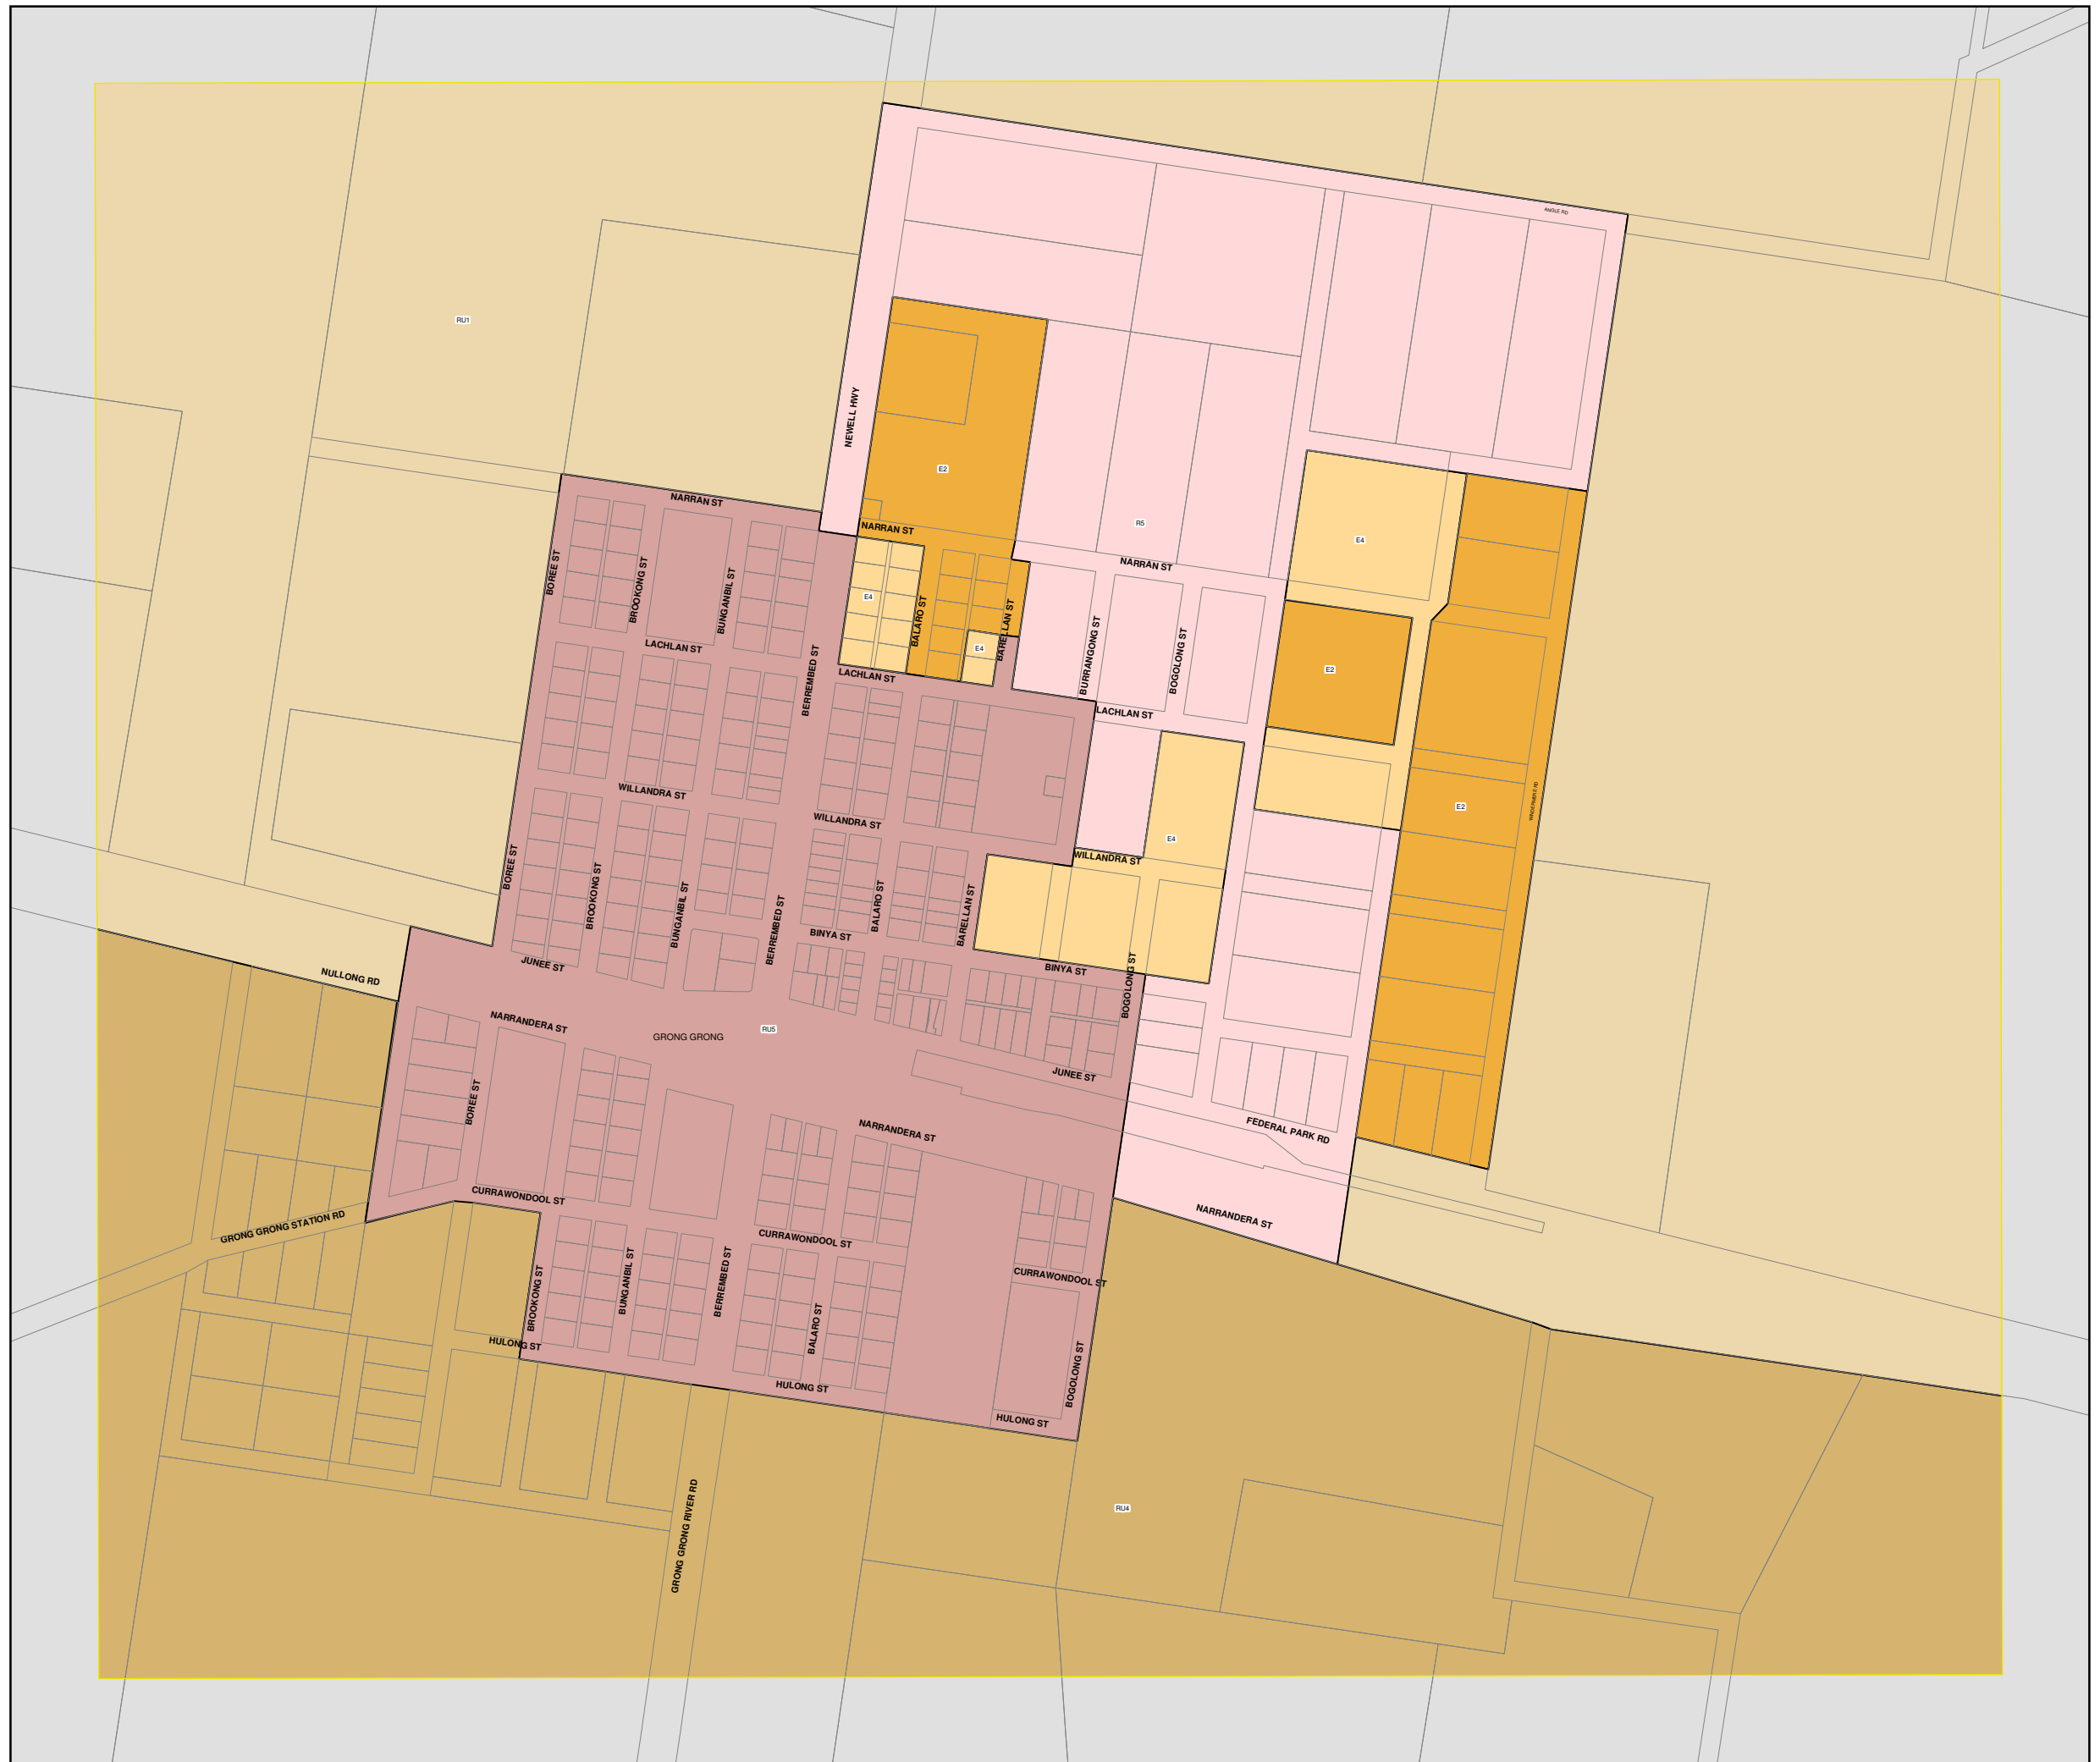 ANGLE RD
RU1
NEWELL HWY
E2
NARRAN ST
NARRAN ST
R5
E4
NARRAN ST
BOREE ST
BROOKONG ST
BUNGANBIL ST
E4
BALARO ST
BARELLAN ST
E4
BURRANGONG ST
BOGOLONG ST
LACHLAN ST
BERREMBED ST
LACHLAN ST
E2
LACHLAN ST
WILLANDRA ST
WILLANDRA ST
E2
E4
WILLANDRA ST
BOREE ST
BROOKONG ST
BUNGANBIL ST
BERREMBED ST
BALARO ST
BARELLAN ST
BINYA ST
JUNEE ST
BINYA ST
BOGOLONG ST
NULLONG RD
NARRANDERA ST
GRONG GRONG
RU5
JUNEE ST
BOREE ST
NARRANDERA ST
FEDERAL PARK RD
CURRAWONDOOL ST
GRONG GRONG STATION RD
NARRANDERA ST
CURRAWONDOOL ST
CURRAWONDOOL ST
BROOKONG ST
BUNGANBIL ST
BERREMBED ST
BALARO ST
HULONG ST
BOGOLONG ST
HULONG ST
HULONG ST
GRONG GRONG RIVER RD
RU4